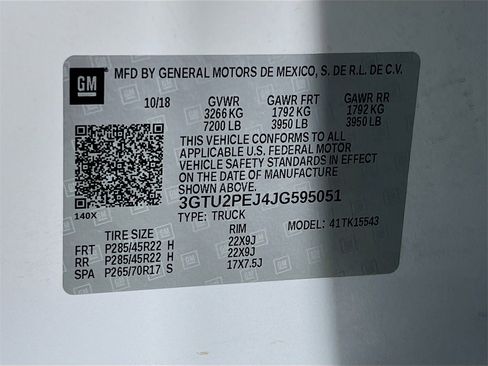 GM
MFD BY GENERAL MOTORS DE MEXICO, S. DE R.L. DE C.V.
10/18 GVWR GAWR FRT GAWR RR
3266 KG 1792 KG 1792 KG
7200 LB 3950 LB 3950 LB
THIS VEHICLE CONFORMS TO ALL
APPLICABLE U.S. FEDERAL MOTOR
VEHICLE SAFETY STANDARDS IN EFFECT
ON THE DATE OF MANUFACTURE
SHOWN ABOVE.
3GTU2PEJ4JG595051
140X TYPE: TRUCK MODEL: 41TK15543
TIRE SIZE RIM
FRT P285/45R22 H 22X9J
RR P285/45R22 H 22X9J
SPA P265/70R17 S 17X7.5J